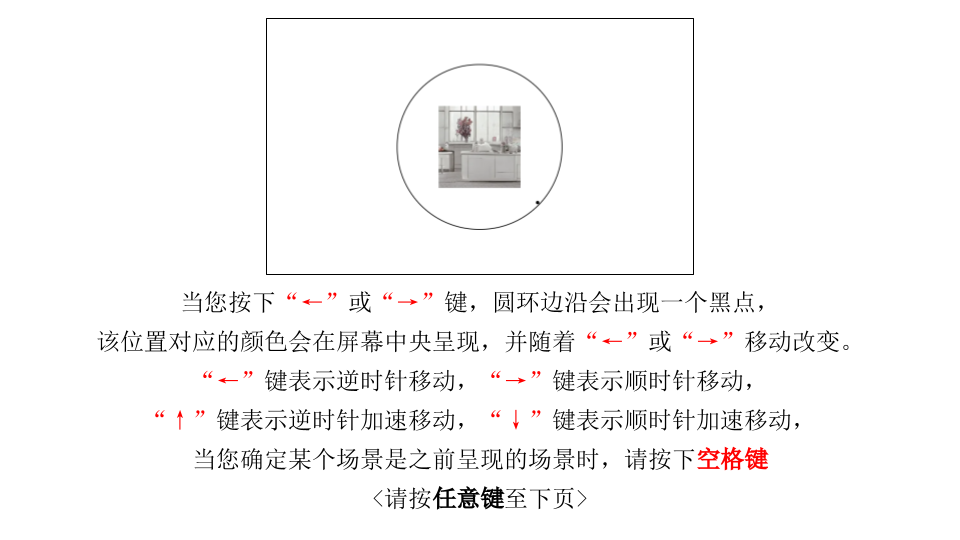 当您按下“←”或“→”键，圆环边沿会出现一个黑点，
该位置对应的颜色会在屏幕中央呈现，并随着“←”或“→”移动改变。
“←”键表示逆时针移动，“→”键表示顺时针移动，
“↑”键表示逆时针加速移动，“↓”键表示顺时针加速移动，
当您确定某个场景是之前呈现的场景时，请按下空格键
<请按任意键至下页>